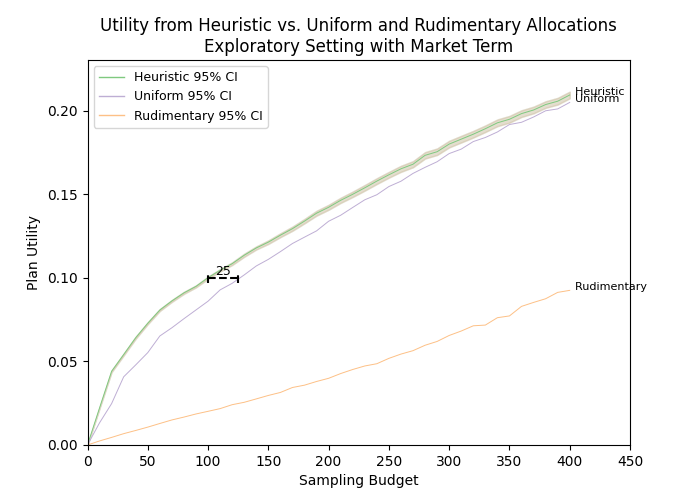 Utility from Heuristic vs. Uniform and Rudimentary Allocations
Exploratory Setting with Market Term
Heuristic 95% CI
Uniform 95% CI
Rudimentary 95% CI
Heuristic
Uniform
Rudimentary
25
Plan Utility
0.20
0.15
0.10
0.05
0.00
0 50 100 150 200 250 300 350 400 450
Sampling Budget